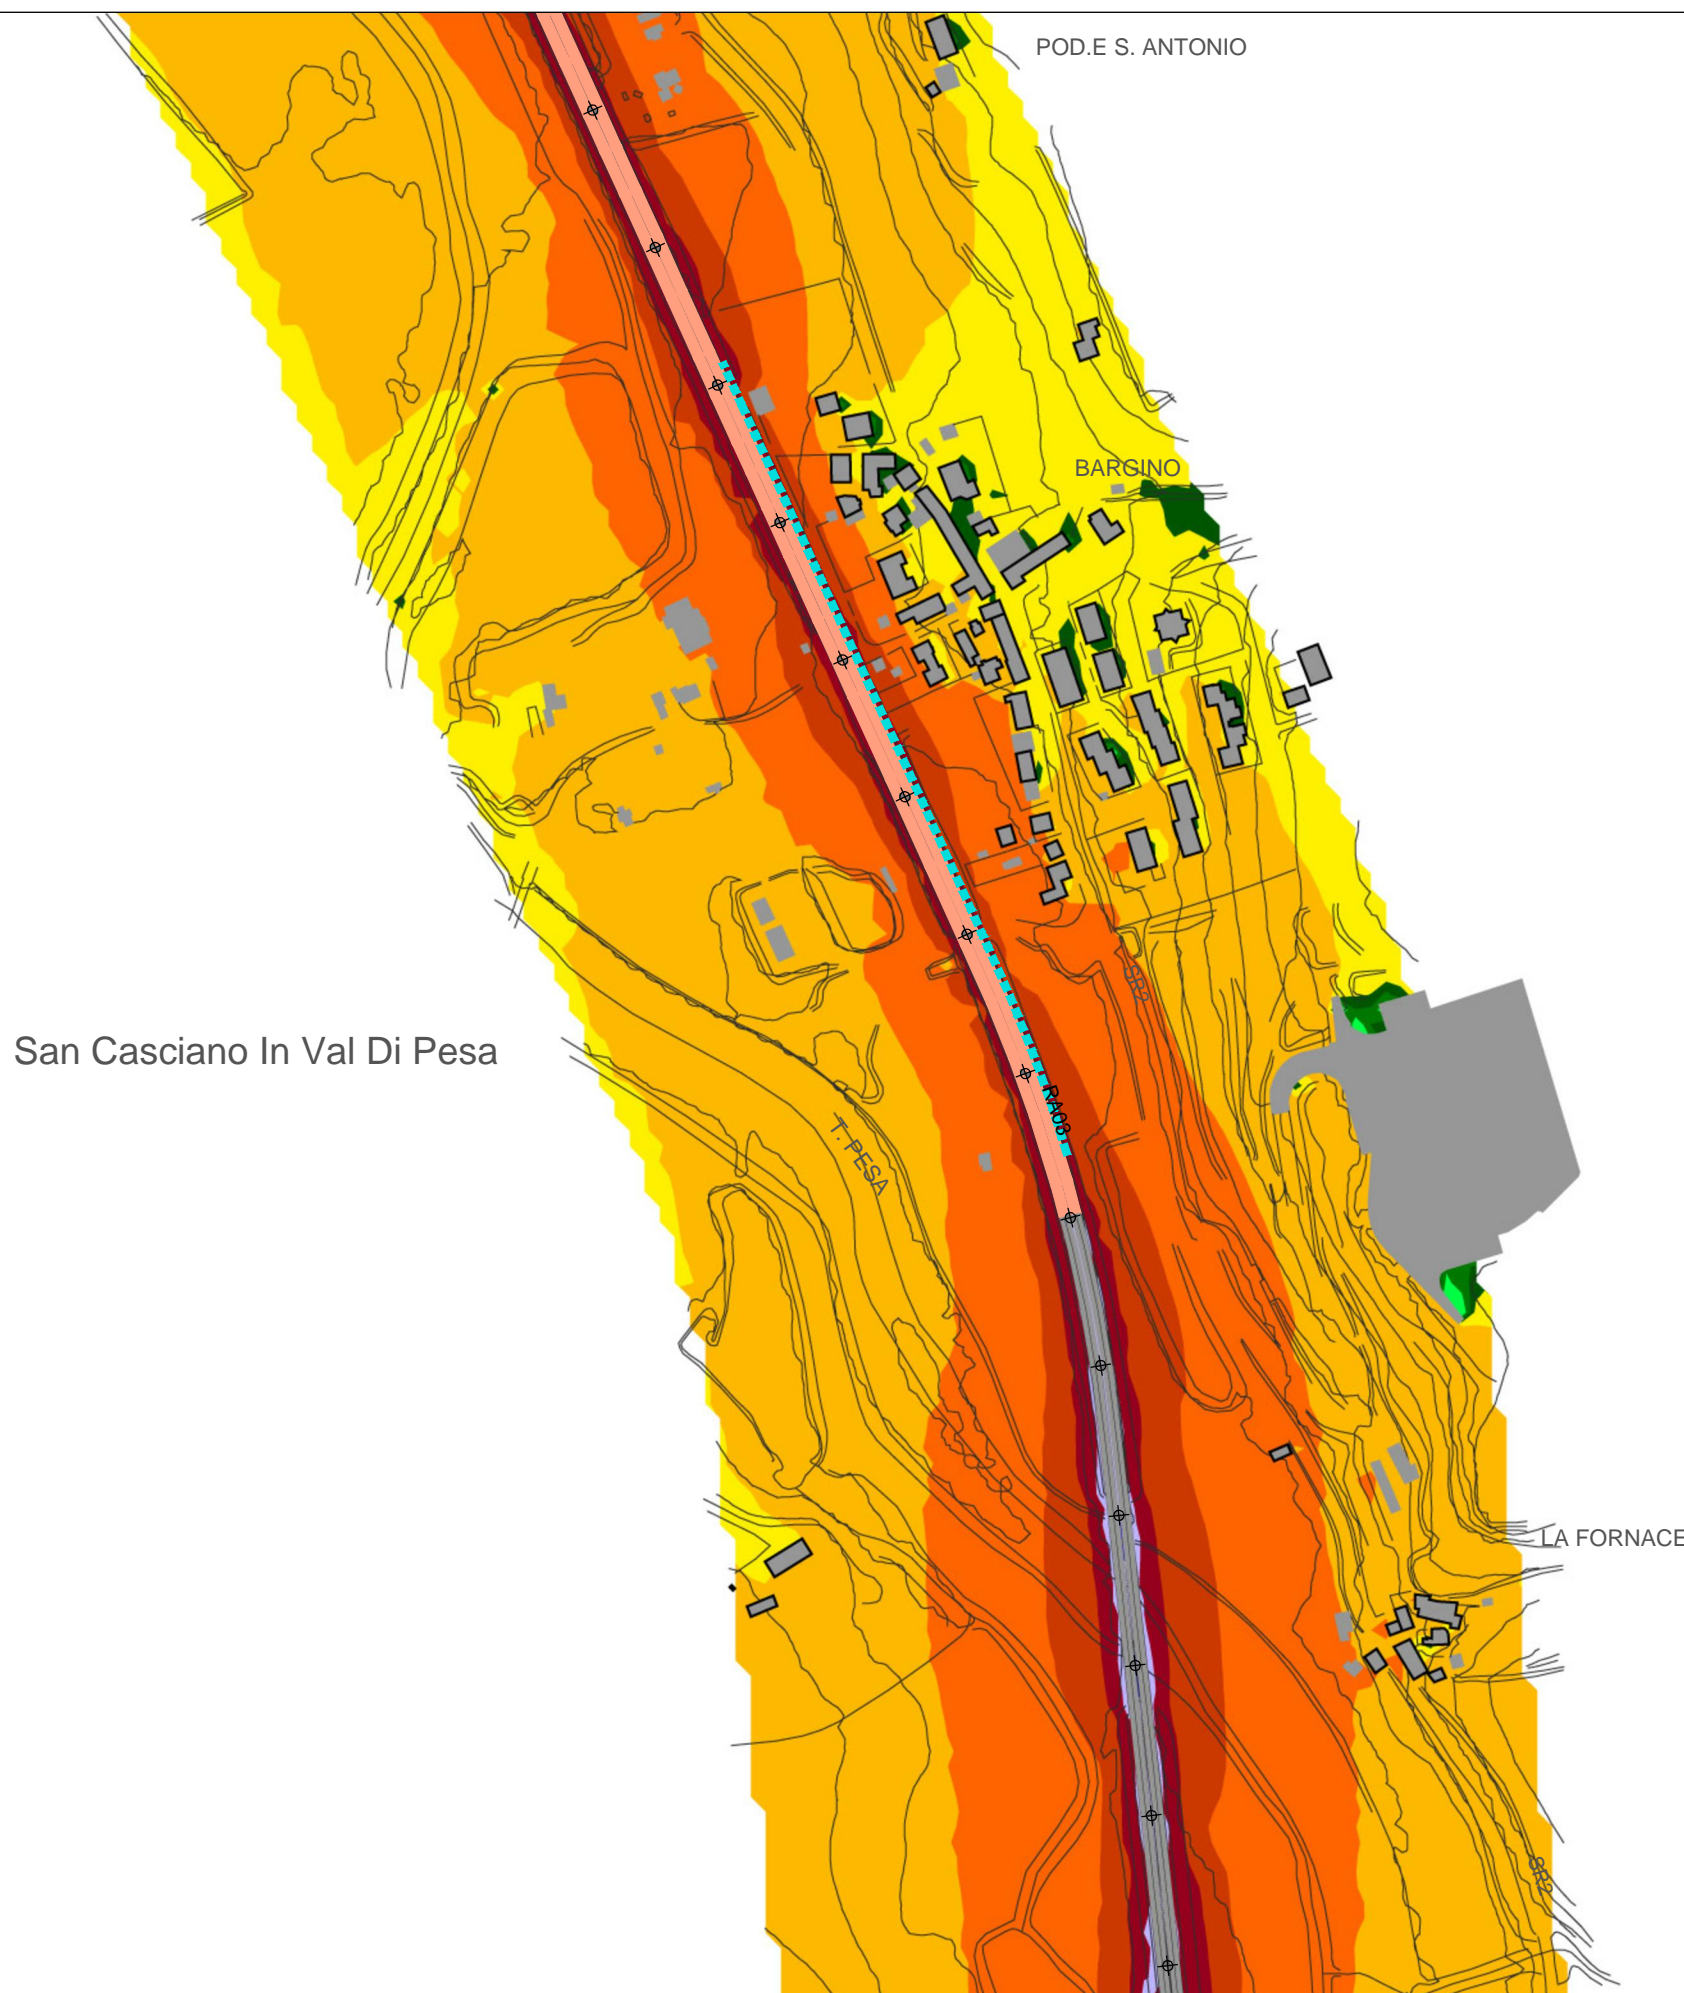 POD.E S. ANTONIO
BARGINO
SR2
San Casciano In Val Di Pesa
RA03
T. PESA
LA FORNACE
SR2